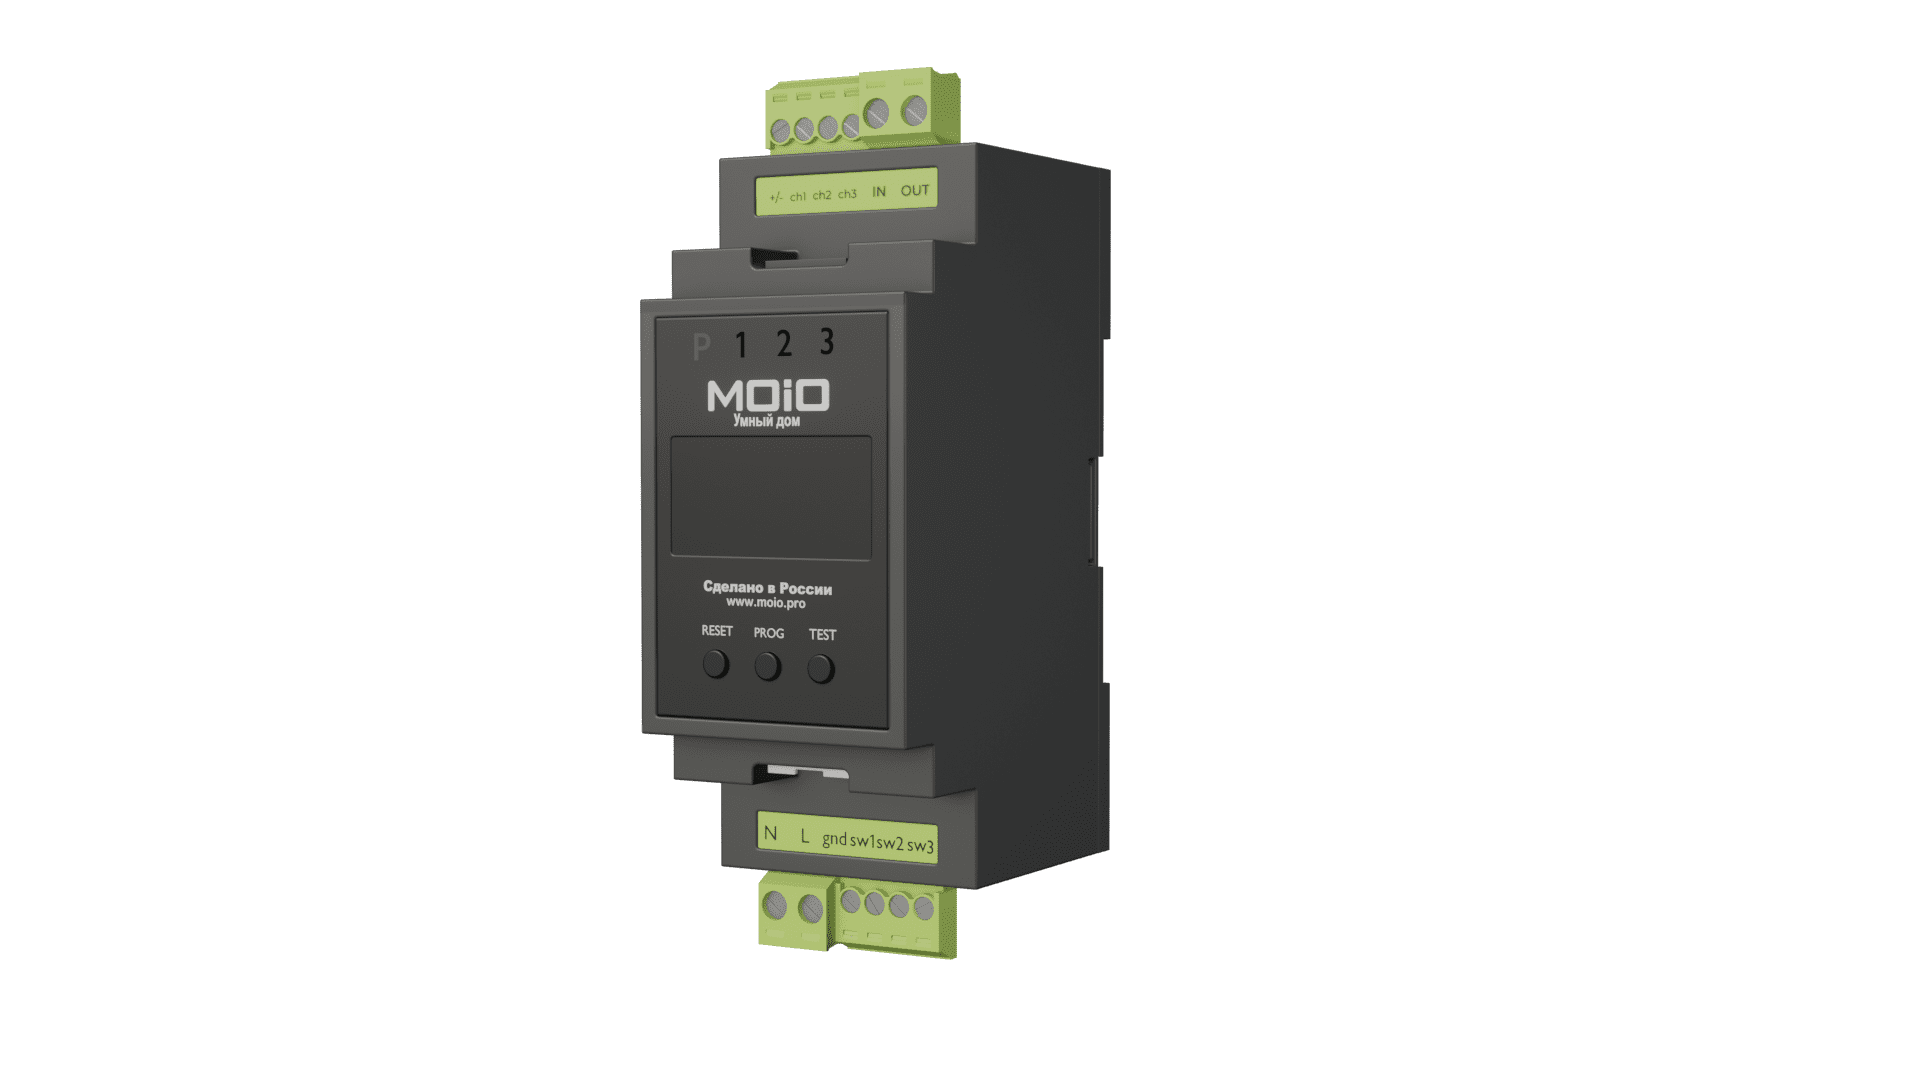 +/- ch1 ch2 ch3 IN OUT
P 1 2 3
MOiO
Умный дом
Сделано в России
www.moio.pro
RESET PROG TEST
N L gnd sw1 sw2 sw3